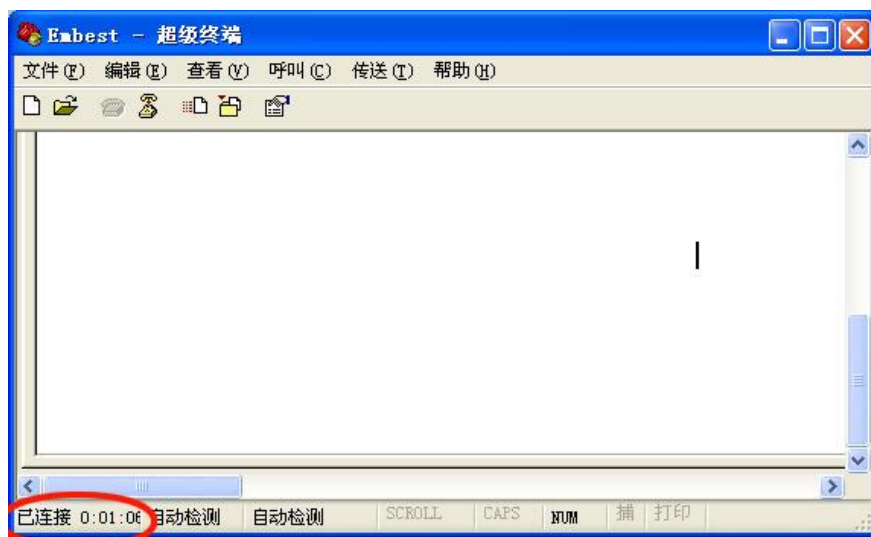 Embest - 超级终端
文件(F) 编辑(E) 查看(V) 呼叫(C) 传送(T) 帮助(H)
已连接 0:01:06 自动检测 自动检测 SCROLL CAPS NUM 捕 打印